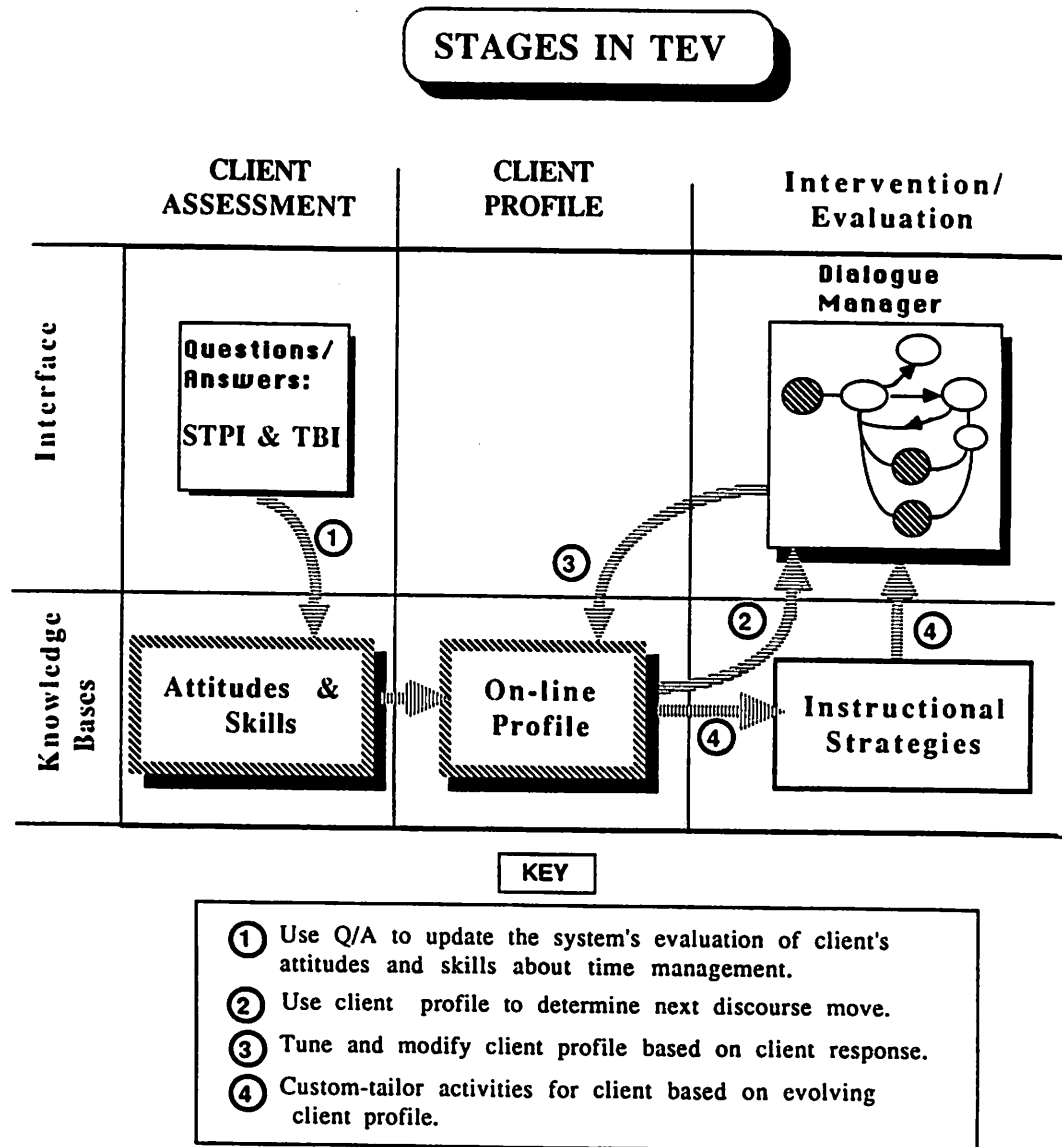 STAGES IN TEV
CLIENT
ASSESSMENT
CLIENT
PROFILE
Intervention/
Evaluation
Interface
Dialogue
Manager
Questions/
Answers:
STPI & TBI
1
3
2
4
Knowledge
Bases
Attitudes &
Skills
On-line
Profile
4
Instructional
Strategies
KEY
1 Use Q/A to update the system's evaluation of client's
attitudes and skills about time management.
2 Use client profile to determine next discourse move.
3 Tune and modify client profile based on client response.
4 Custom-tailor activities for client based on evolving
client profile.